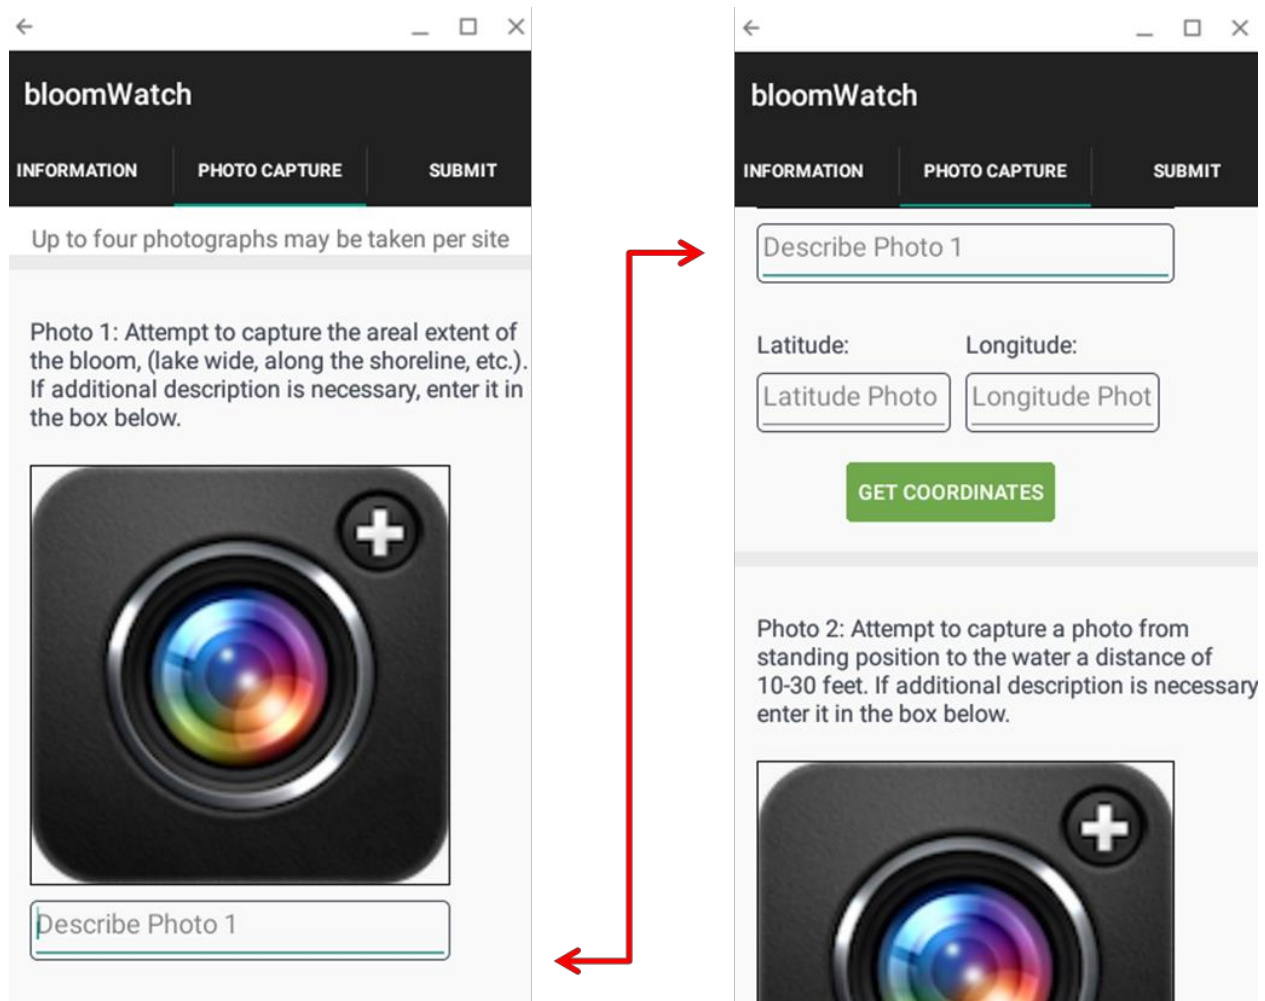 bloomWatch
INFORMATION PHOTO CAPTURE SUBMIT
Up to four photographs may be taken per site
Photo 1: Attempt to capture the areal extent of
the bloom, (lake wide, along the shoreline, etc.).
If additional description is necessary, enter it in
the box below.
Describe Photo 1
bloomWatch
INFORMATION PHOTO CAPTURE SUBMIT
Describe Photo 1
Latitude: Longitude:
Latitude Photo Longitude Phot
GET COORDINATES
Photo 2: Attempt to capture a photo from
standing position to the water a distance of
10-30 feet. If additional description is necessary
enter it in the box below.